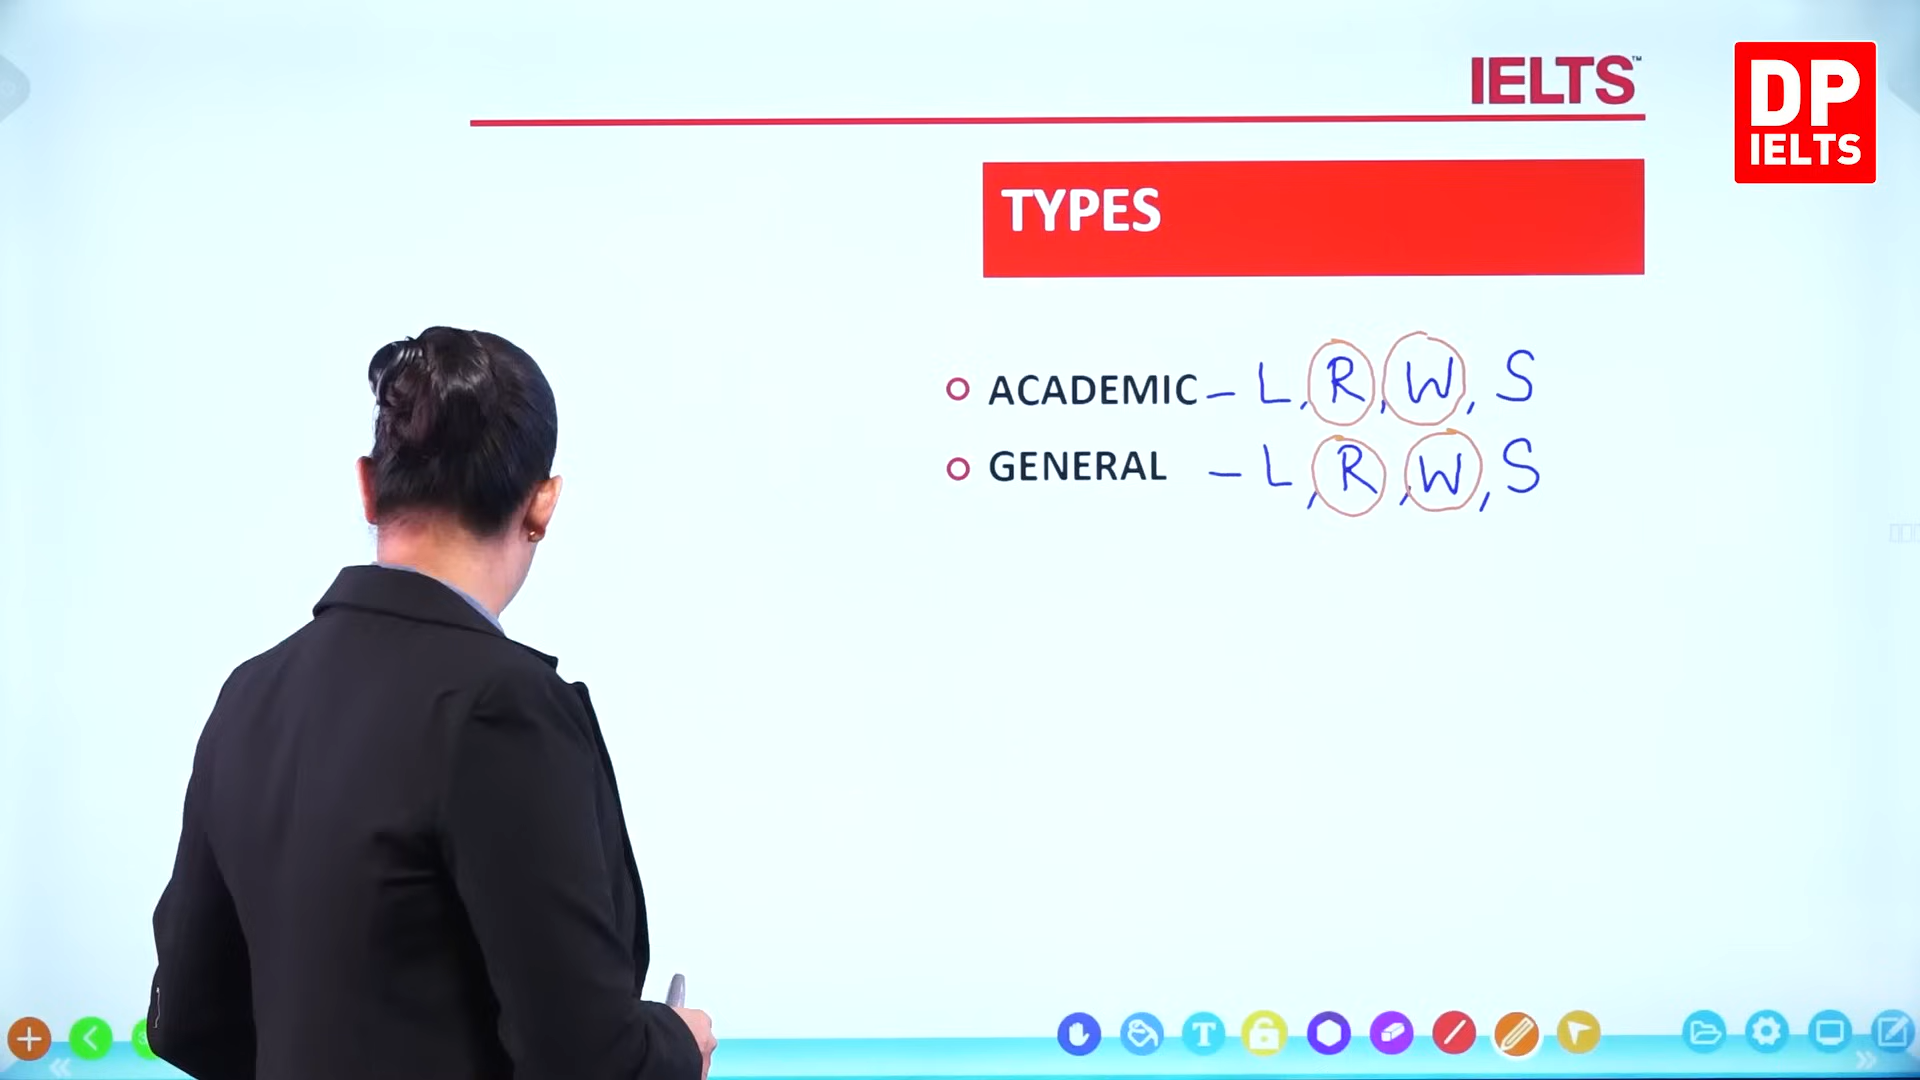 IELTS™
DP
IELTS
TYPES
ACADEMIC – L, R, W, S
GENERAL – L, R, W, S